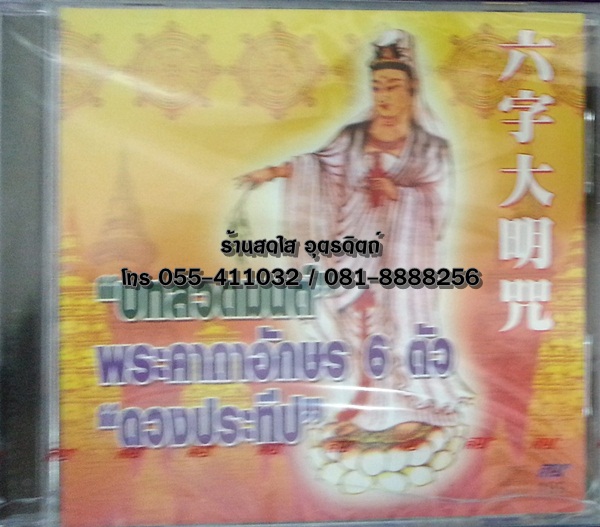 六字大明咒
ร้านสดใส อุตรดิตถ์
โทร 055-411032 / 081-8888256
พระคาถาอักษร 6 ตัว
"ดวงประทีป"